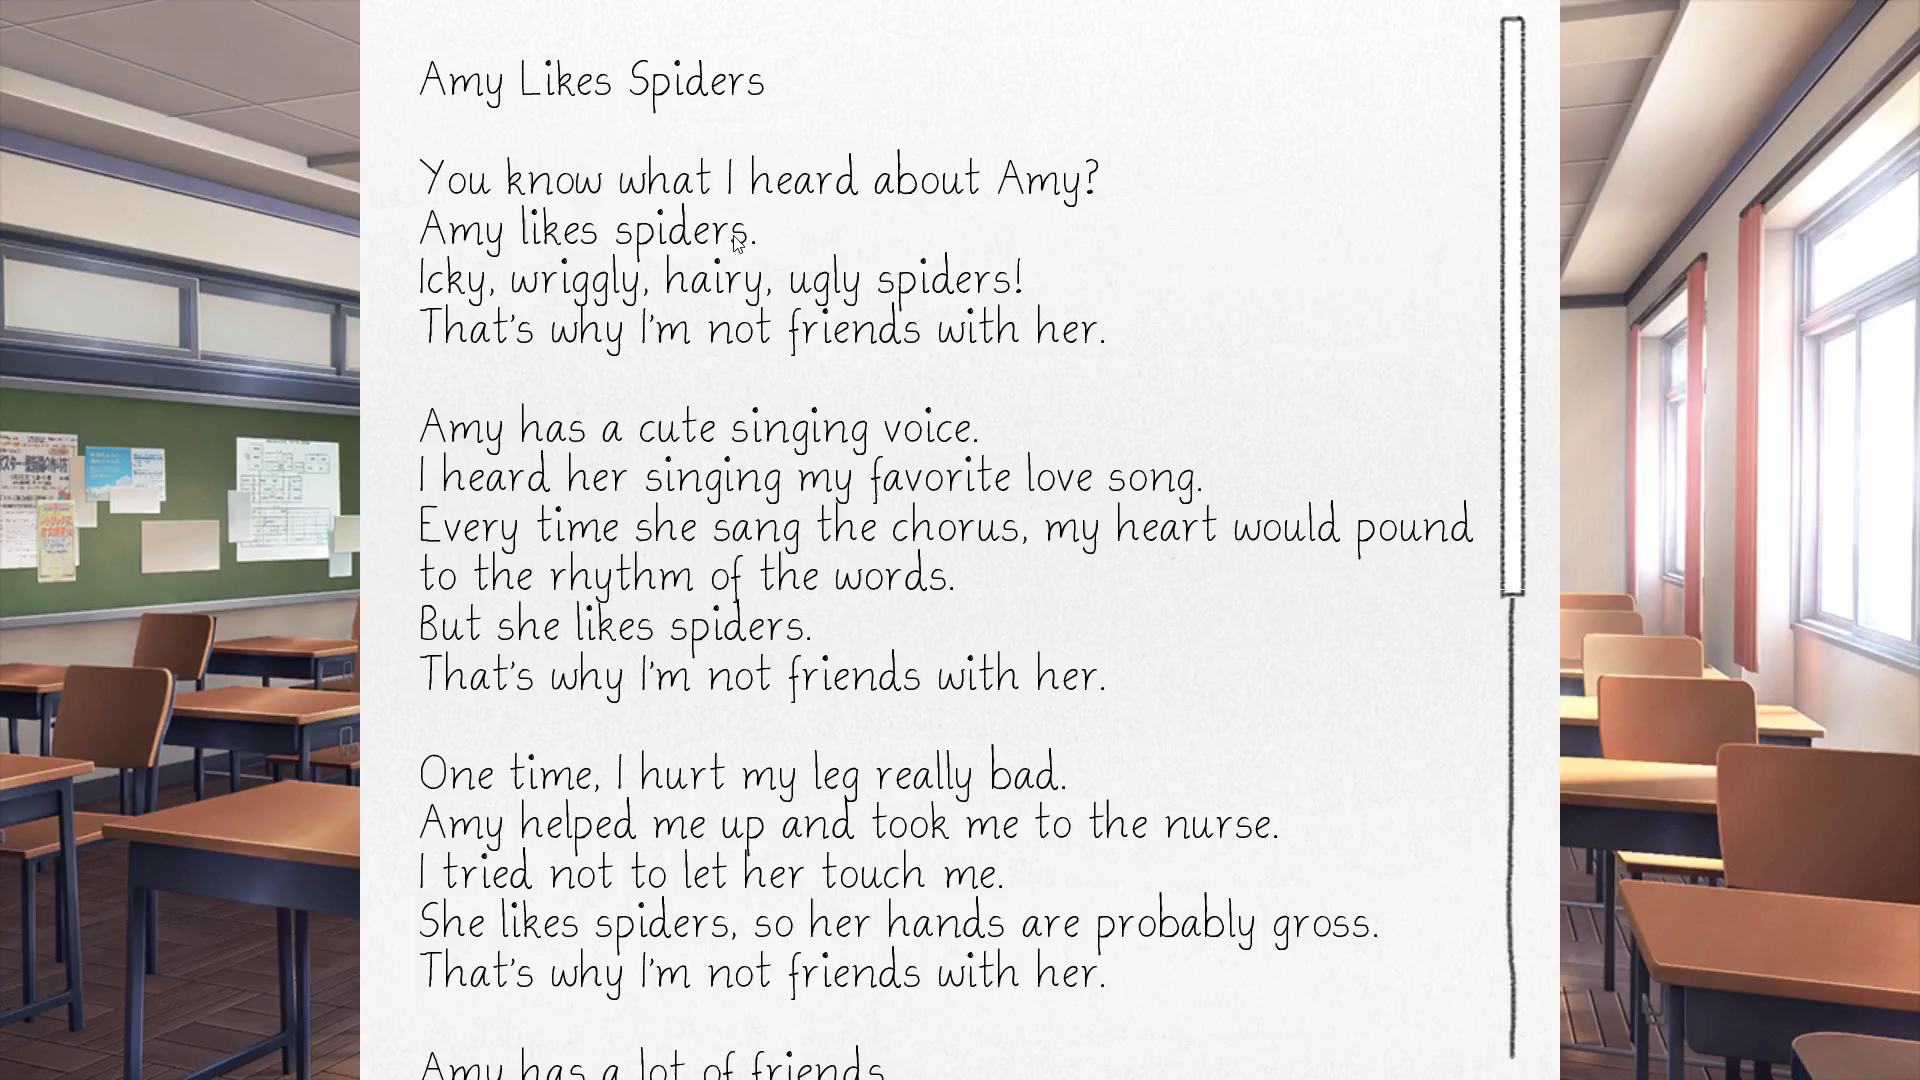 Amy Likes Spiders
You know what I heard about Amy?
Amy likes spiders.
Icky, wriggly, hairy, ugly spiders!
That's why I'm not friends with her.
Amy has a cute singing voice.
I heard her singing my favorite love song.
Every time she sang the chorus, my heart would pound
to the rhythm of the words.
But she likes spiders.
That's why I'm not friends with her.
One time, I hurt my leg really bad.
Amy helped me up and took me to the nurse.
I tried not to let her touch me.
She likes spiders, so her hands are probably gross.
That's why I'm not friends with her.
Amy has a lot of friends